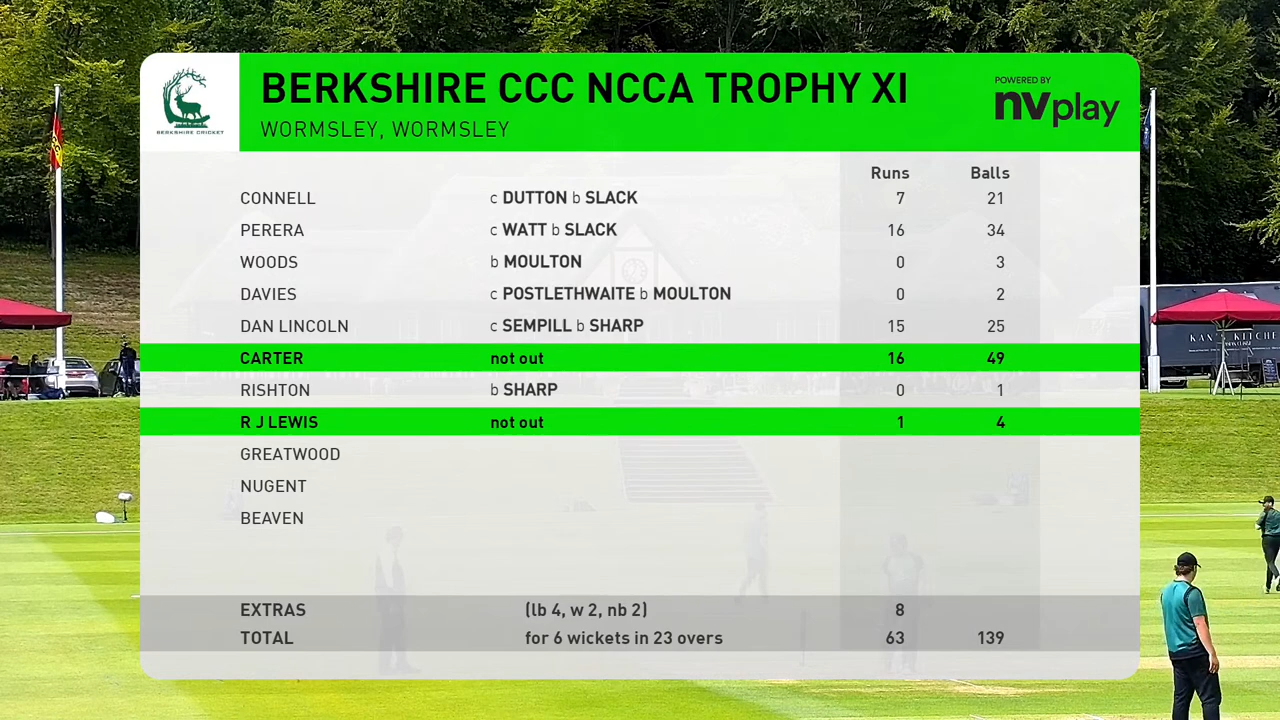 BERKSHIRE CCC NCCA TROPHY XI
WORMSLEY, WORMSLEY
POWERED BY
nvplay
BERKSHIRE CRICKET
Runs Balls
CONNELL c DUTTON b SLACK 7 21
PERERA c WATT b SLACK 16 34
WOODS b MOULTON 0 3
DAVIES c POSTLETHWAITE b MOULTON 0 2
DAN LINCOLN c SEMPILL b SHARP 15 25
CARTER not out 16 49
RISHTON b SHARP 0 1
R J LEWIS not out 1 4
GREATWOOD
NUGENT
BEAVEN
EXTRAS (lb 4, w 2, nb 2) 8
TOTAL for 6 wickets in 23 overs 63 139